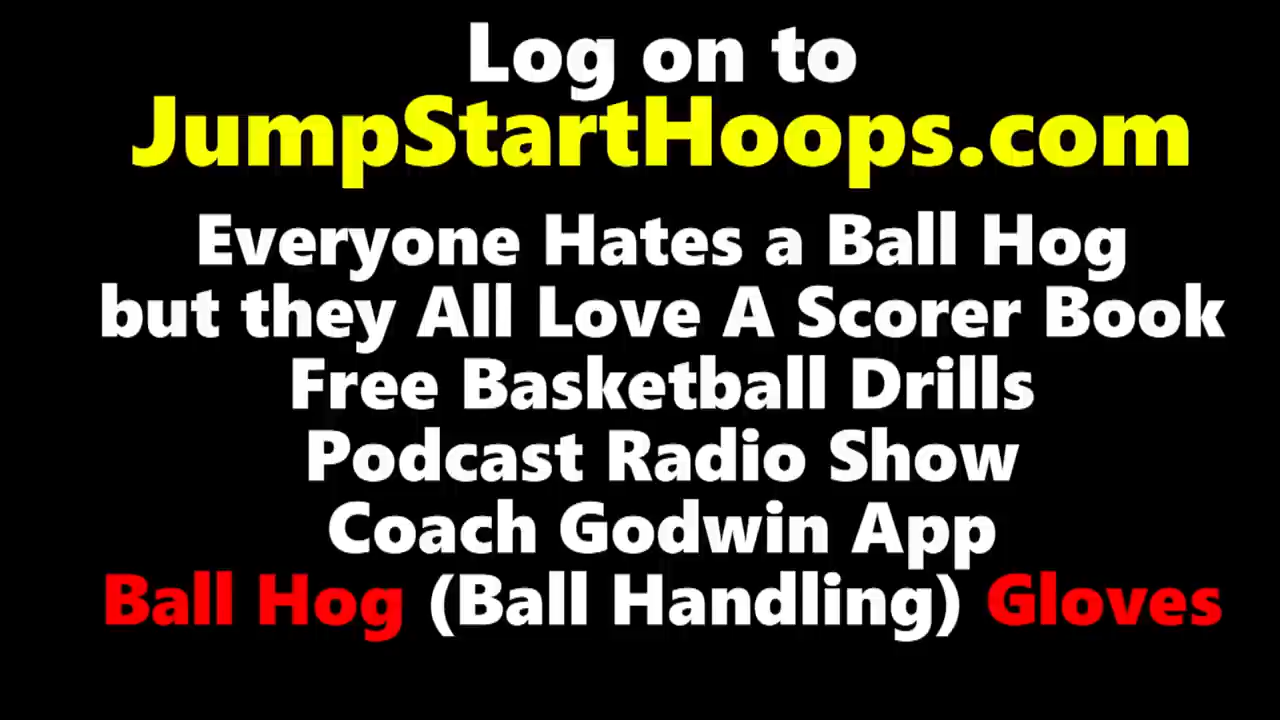 Log on to
JumpStartHoops.com
Everyone Hates a Ball Hog
but they All Love A Scorer Book
Free Basketball Drills
Podcast Radio Show
Coach Godwin App
Ball Hog (Ball Handling) Gloves